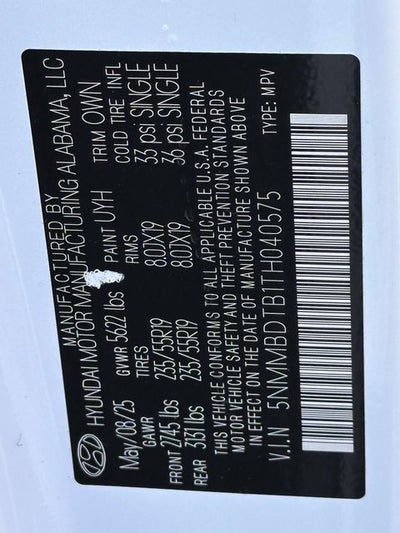 MANUFACTURED BY
HYUNDAI MOTOR MANUFACTURING ALABAMA, LLC
May/08/25 GVWR 5622 lbs PAINT UYH TRIM OWN
GAWR TIRES RIMS COLD TIRE INFL
FRONT 2745 lbs 235/55R19 8.0JX19 33 psi SINGLE
REAR 3351 lbs 235/55R19 8.0JX19 36 psi SINGLE
THIS VEHICLE CONFORMS TO ALL APPLICABLE U.S.A. FEDERAL
MOTOR VEHICLE SAFETY AND THEFT PREVENTION STANDARDS
IN EFFECT ON THE DATE OF MANUFACTURE SHOWN ABOVE
V.I.N 5NMMBDTB1TH040575 TYPE: MPV